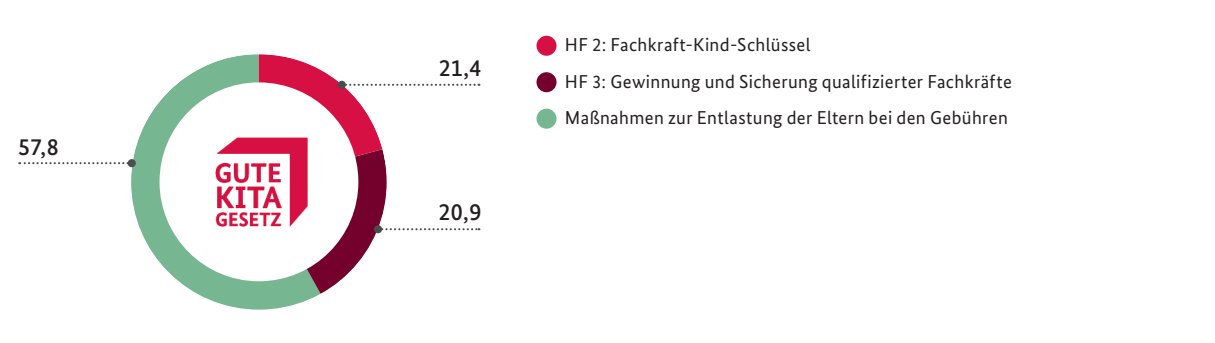 21,4
57,8
20,9
GUTE
KITA
GESETZ
HF 2: Fachkraft-Kind-Schlüssel
HF 3: Gewinnung und Sicherung qualifizierter Fachkräfte
Maßnahmen zur Entlastung der Eltern bei den Gebühren